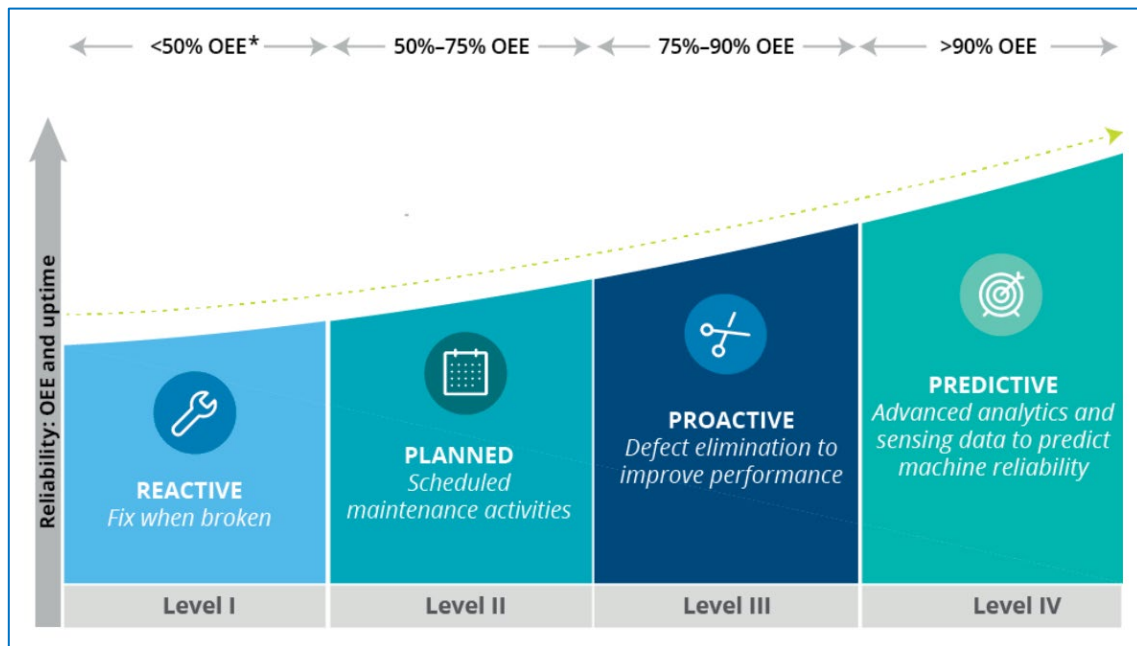 <50% OEE*
50%–75% OEE
75%–90% OEE
>90% OEE
Reliability: OEE and uptime
REACTIVE
Fix when broken
PLANNED
Scheduled
maintenance activities
PROACTIVE
Defect elimination to
improve performance
PREDICTIVE
Advanced analytics and
sensing data to predict
machine reliability
Level I
Level II
Level III
Level IV